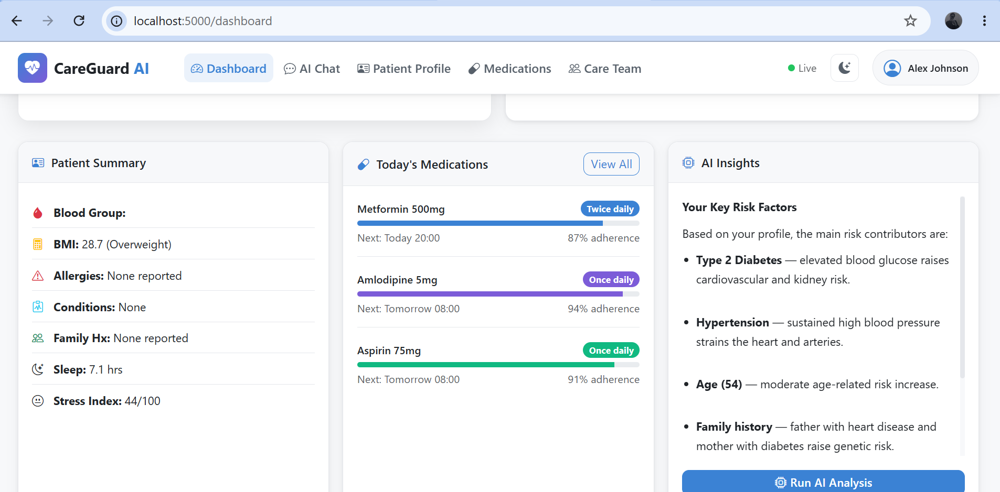 localhost:5000/dashboard
CareGuard AI
Dashboard
AI Chat
Patient Profile
Medications
Care Team
Live
Alex Johnson
Patient Summary
Blood Group:
BMI: 28.7 (Overweight)
Allergies: None reported
Conditions: None
Family Hx: None reported
Sleep: 7.1 hrs
Stress Index: 44/100
Today's Medications
View All
Metformin 500mg
Twice daily
Next: Today 20:00
87% adherence
Amlodipine 5mg
Once daily
Next: Tomorrow 08:00
94% adherence
Aspirin 75mg
Once daily
Next: Tomorrow 08:00
91% adherence
AI Insights
Your Key Risk Factors
Based on your profile, the main risk contributors are:
• Type 2 Diabetes — elevated blood glucose raises
cardiovascular and kidney risk.
• Hypertension — sustained high blood pressure
strains the heart and arteries.
• Age (54) — moderate age-related risk increase.
• Family history — father with heart disease and
mother with diabetes raise genetic risk.
Run AI Analysis